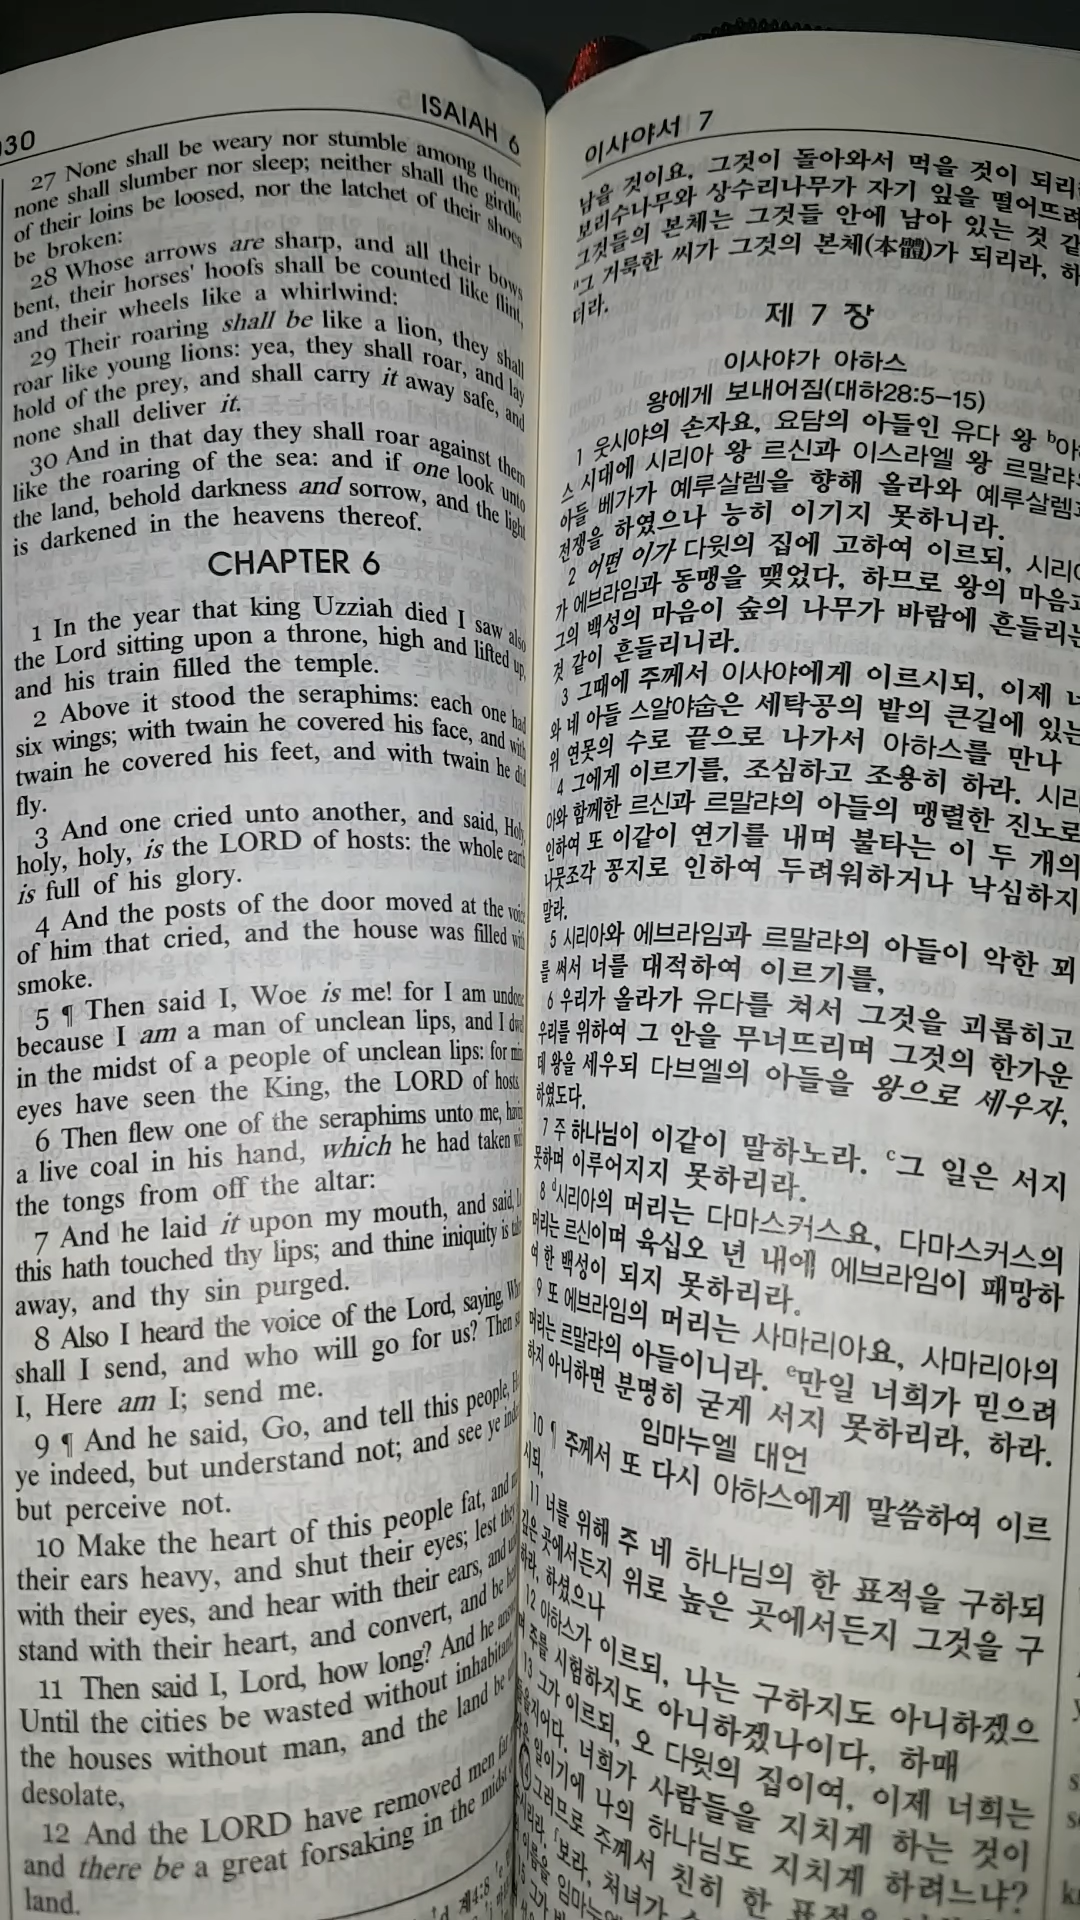 ISAIAH 6
27 None shall be weary nor stumble among them;
none shall slumber nor sleep; neither shall the girdle
of their loins be loosed, nor the latchet of their shoes
be broken:
28 Whose arrows are sharp, and all their bows
bent, their horses' hoofs shall be counted like flint,
and their wheels like a whirlwind:
29 Their roaring shall be like a lion, they shall
roar like young lions: yea, they shall roar, and lay
hold of the prey, and shall carry it away safe, and
none shall deliver it.
30 And in that day they shall roar against them
like the roaring of the sea: and if one look unto
the land, behold darkness and sorrow, and the light
is darkened in the heavens thereof.
CHAPTER 6
1 In the year that king Uzziah died I saw also
the Lord sitting upon a throne, high and lifted up,
and his train filled the temple.
2 Above it stood the seraphims: each one had
six wings; with twain he covered his face, and with
twain he covered his feet, and with twain he did
fly.
3 And one cried unto another, and said, Holy,
holy, holy, is the LORD of hosts: the whole earth
is full of his glory.
4 And the posts of the door moved at the voice
of him that cried, and the house was filled with
smoke.
5 ¶ Then said I, Woe is me! for I am undone
because I am a man of unclean lips, and I dwell
in the midst of a people of unclean lips: for
eyes have seen the King, the LORD of hosts
6 Then flew one of the seraphims unto me,
a live coal in his hand, which he had taken
the tongs from off the altar:
7 And he laid it upon my mouth, and said,
this hath touched thy lips; and thine iniquity is
away, and thy sin purged.
8 Also I heard the voice of the Lord, saying,
shall I send, and who will go for us? Then
I, Here am I; send me.
9 ¶ And he said, Go, and tell this people,
ye indeed, but understand not; and see ye
but perceive not.
10 Make the heart of this people fat, and
their ears heavy, and shut their eyes; lest they
with their eyes, and hear with their ears, and
stand with their heart, and convert, and be
11 Then said I, Lord, how long? And he
Until the cities be wasted without
the houses without man, and the land be
desolate,
12 And the LORD have removed men
and there be a great forsaking in the midst
land.
이사야서 7
남을 것이요, 그것이 돌아와서 먹을 것이
보리수나무와 상수리나무가 자기 잎을
그것들의 본체는 그것들 안에 남아 있는 것
그 거룩한 씨가 그것의 본체(本體)가 되리라,
더라.
제 7 장
이사야가 아하스
왕에게 보내어짐(대하28:5-15)
1 웃시야의 손자요, 요담의 아들인 유다 왕
스 시대에 시리아 왕 르신과 이스라엘 왕
아들 베가가 예루살렘을 향해 올라와
전쟁을 하였으나 능히 이기지 못하니라.
2 어떤 이가 다윗의 집에 고하여 이르되,
가 에브라임과 동맹을 맺었다, 하므로 왕의
그의 백성의 마음이 숲의 나무가 바람에
것 같이 흔들리니라.
3 그때에 주께서 이사야에게 이르시되, 이제
와 네 아들 스알야숩은 세탁공의 밭의 큰길에
위 연못의 수로 끝으로 나가서 아하스를 만나
4 그에게 이르기를, 조심하고 조용히 하라.
아와 함께한 르신과 르말랴의 아들의 맹렬한 진노로
인하여 또 이같이 연기를 내며 불타는 이 두 개의
나뭇조각 꽁지로 인하여 두려워하거나 낙심하지
말라.
5 시리아와 에브라임과 르말랴의 아들이 악한 꾀
를 써서 너를 대적하여 이르기를,
6 우리가 올라가 유다를 쳐서 그것을 괴롭히고
우리를 위하여 그 안을 무너뜨리며 그것의 한가운
데 왕을 세우되 다브엘의 아들을 왕으로 세우자,
하였도다.
7 주 하나님이 이같이 말하노라. c그 일은 서지
못하며 이루어지지 못하리라.
8 d시리아의 머리는 다마스커스요, 다마스커스의
머리는 르신이며 육십오 년 내에 에브라임이 패망하
여 한 백성이 되지 못하리라.
9 또 에브라임의 머리는 사마리아요, 사마리아의
머리는 르말랴의 아들이니라. e만일 너희가 믿으려
하지 아니하면 분명히 굳게 서지 못하리라, 하라.
임마누엘 대언
10 ¶ 주께서 또 다시 아하스에게 말씀하여 이르
시되,
11 너를 위해 주 네 하나님의 한 표적을 구하되
깊은 곳에서든지 위로 높은 곳에서든지 그것을 구
하라, 하셨으나
12 아하스가 이르되, 나는 구하지도 아니하겠으
며 주를 시험하지도 아니하겠나이다, 하매
13 그가 이르되, 오 다윗의 집이여, 이제 너희는
너희가 사람들을 지치게 하는 것이
일이기에 나의 하나님도 지치게 하려느냐?
그러므로 주께서 친히 한
보라, 처녀가